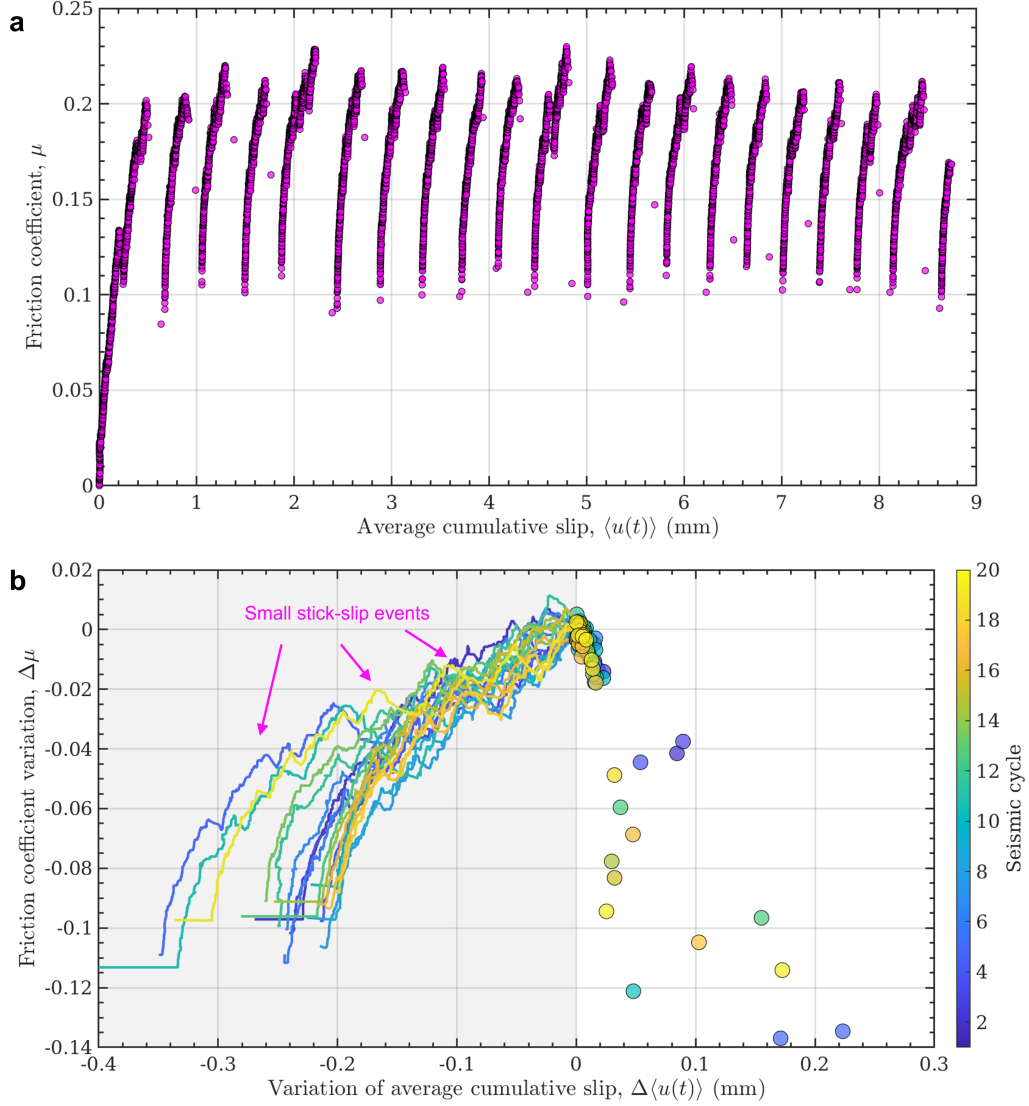 a
0.25
0.2
0.15
0.1
0.05
0
Friction coefficient, μ
0 1 2 3 4 5 6 7 8 9
Average cumulative slip, ⟨u(t)⟩ (mm)
b
0.02
0
-0.02
-0.04
-0.06
-0.08
-0.1
-0.12
-0.14
Friction coefficient variation, Δμ
Small stick-slip events
-0.4 -0.3 -0.2 -0.1 0 0.1 0.2 0.3
Variation of average cumulative slip, Δ⟨u(t)⟩ (mm)
20
18
16
14
12
10
8
6
4
2
Seismic cycle